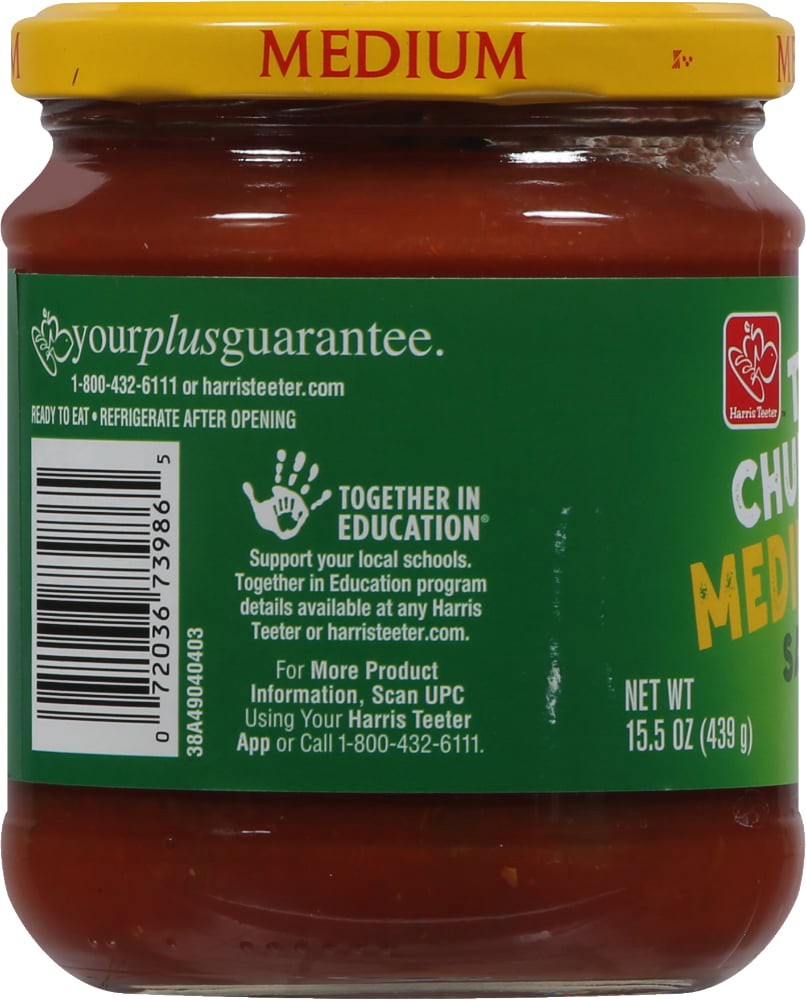 MEDIUM
yourplusguarantee.
1-800-432-6111 or harristeeter.com
READY TO EAT • REFRIGERATE AFTER OPENING
0 72036 73986 5
38A49040403
TOGETHER IN
EDUCATION®
Support your local schools.
Together in Education program
details available at any Harris
Teeter or harristeeter.com.
For More Product
Information, Scan UPC
Using Your Harris Teeter
App or Call 1-800-432-6111.
Harris Teeter
CHU
MEDI
NET WT
15.5 OZ (439 g)